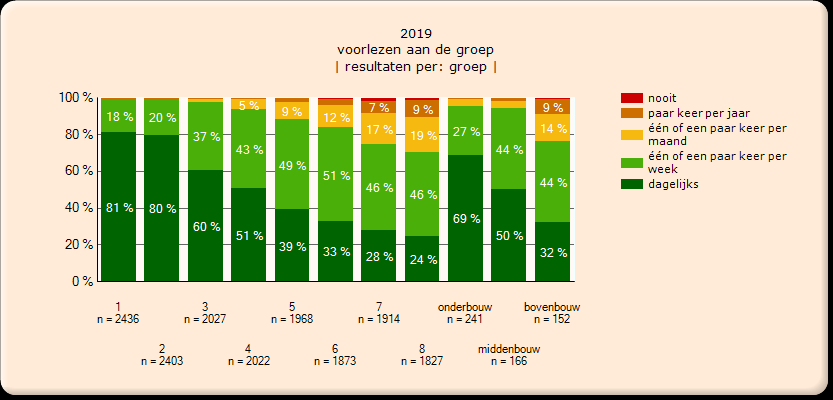 2019
voorlezen aan de groep
| resultaten per: groep |
100 %
80 %
60 %
40 %
20 %
0 %
18 %
81 %
20 %
80 %
37 %
60 %
5 %
43 %
51 %
9 %
49 %
39 %
12 %
51 %
33 %
7 %
17 %
46 %
28 %
9 %
19 %
46 %
24 %
27 %
69 %
44 %
50 %
9 %
14 %
44 %
32 %
1
n = 2436
3
n = 2027
5
n = 1968
7
n = 1914
onderbouw
n = 241
bovenbouw
n = 152
2
n = 2403
4
n = 2022
6
n = 1873
8
n = 1827
middenbouw
n = 166
nooit
paar keer per jaar
één of een paar keer per
maand
één of een paar keer per
week
dagelijks